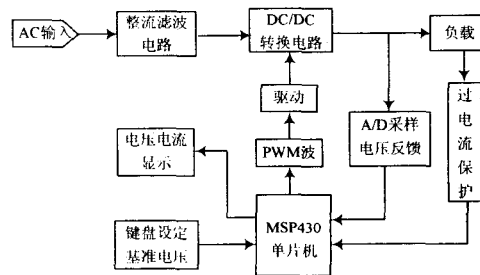 AC输入
整流滤波
电路
DC/DC
转换电路
负载
驱动
PWM波
A/D采样
电压反馈
过
电
流
保
护
电压电流
显示
MSP430
单片机
键盘设定
基准电压